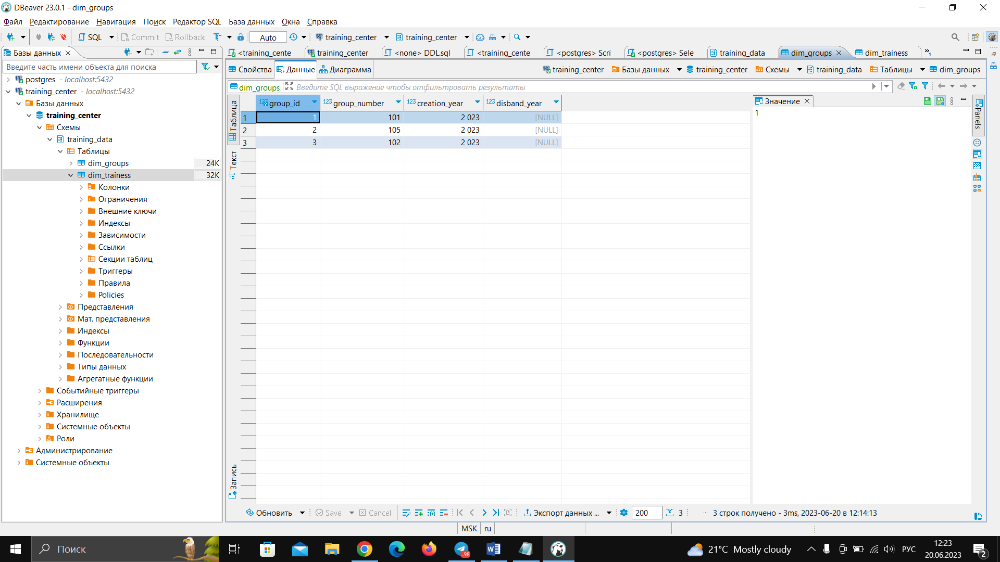 DBeaver 23.0.1 - dim_groups
Файл Редактирование Навигация Поиск Редактор SQL База данных Окна Справка
SQL Commit Rollback Auto training_center training_center
Базы данных
<training_cente training_center <none> DDL.sql <training_cente <postgres> Scri <postgres> Sele training_data dim_groups dim_trainess »1
Введите часть имени объекта для поиска
Свойства Данные Диаграмма training_center Базы данных training_center Схемы training_data Таблицы dim_groups
dim_groups Введите SQL выражение чтобы отфильтровать результаты
postgres - localhost:5432
training_center - localhost:5432
Базы данных
training_center
Схемы
training_data
Таблицы
dim_groups 24K
dim_trainess 32K
Колонки
Ограничения
Внешние ключи
Индексы
Зависимости
Ссылки
Секции таблиц
Триггеры
Правила
Policies
Представления
Мат. представления
Индексы
Функции
Последовательности
Типы данных
Агрегатные функции
Событийные триггеры
Расширения
Хранилище
Системные объекты
Роли
Администрирование
Системные объекты
Таблица
Текст
Запись
123 group_id 123 group_number 123 creation_year 123 disband_year
1 1 101 2 023 [NULL]
2 2 105 2 023 [NULL]
3 3 102 2 023 [NULL]
Значение
1
Panels
Обновить Save Cancel Экспорт данных ... 200 3 3 строк получено - 3ms, 2023-06-20 в 12:14:13
MSK ru
Поиск
..98
21°C Mostly cloudy
РУС
12:23
20.06.2023
2